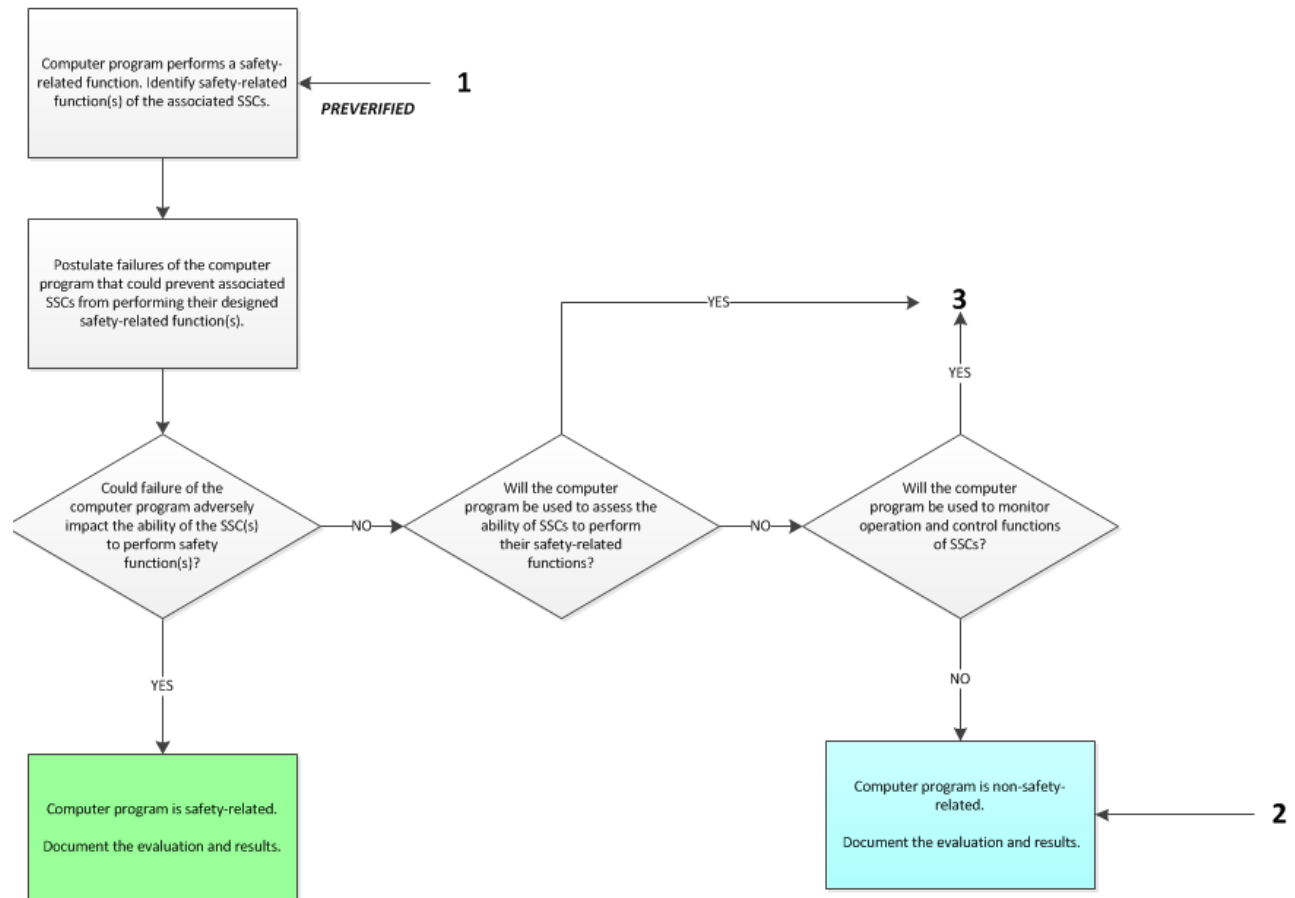 Computer program performs a safety-
related function. Identify safety-related
function(s) of the associated SSCs.
1
PREVERIFIED
Postulate failures of the computer
program that could prevent associated
SSCs from performing their designed
safety-related function(s).
YES
3
YES
Could failure of the
computer program adversely
impact the ability of the SSC(s)
to perform safety
function(s)?
NO
Will the computer
program be used to assess the
ability of SSCs to perform
their safety-related
functions?
NO
Will the computer
program be used to monitor
operation and control functions
of SSCs?
YES
NO
Computer program is safety-related.
Document the evaluation and results.
Computer program is non-safety-
related.
Document the evaluation and results.
2